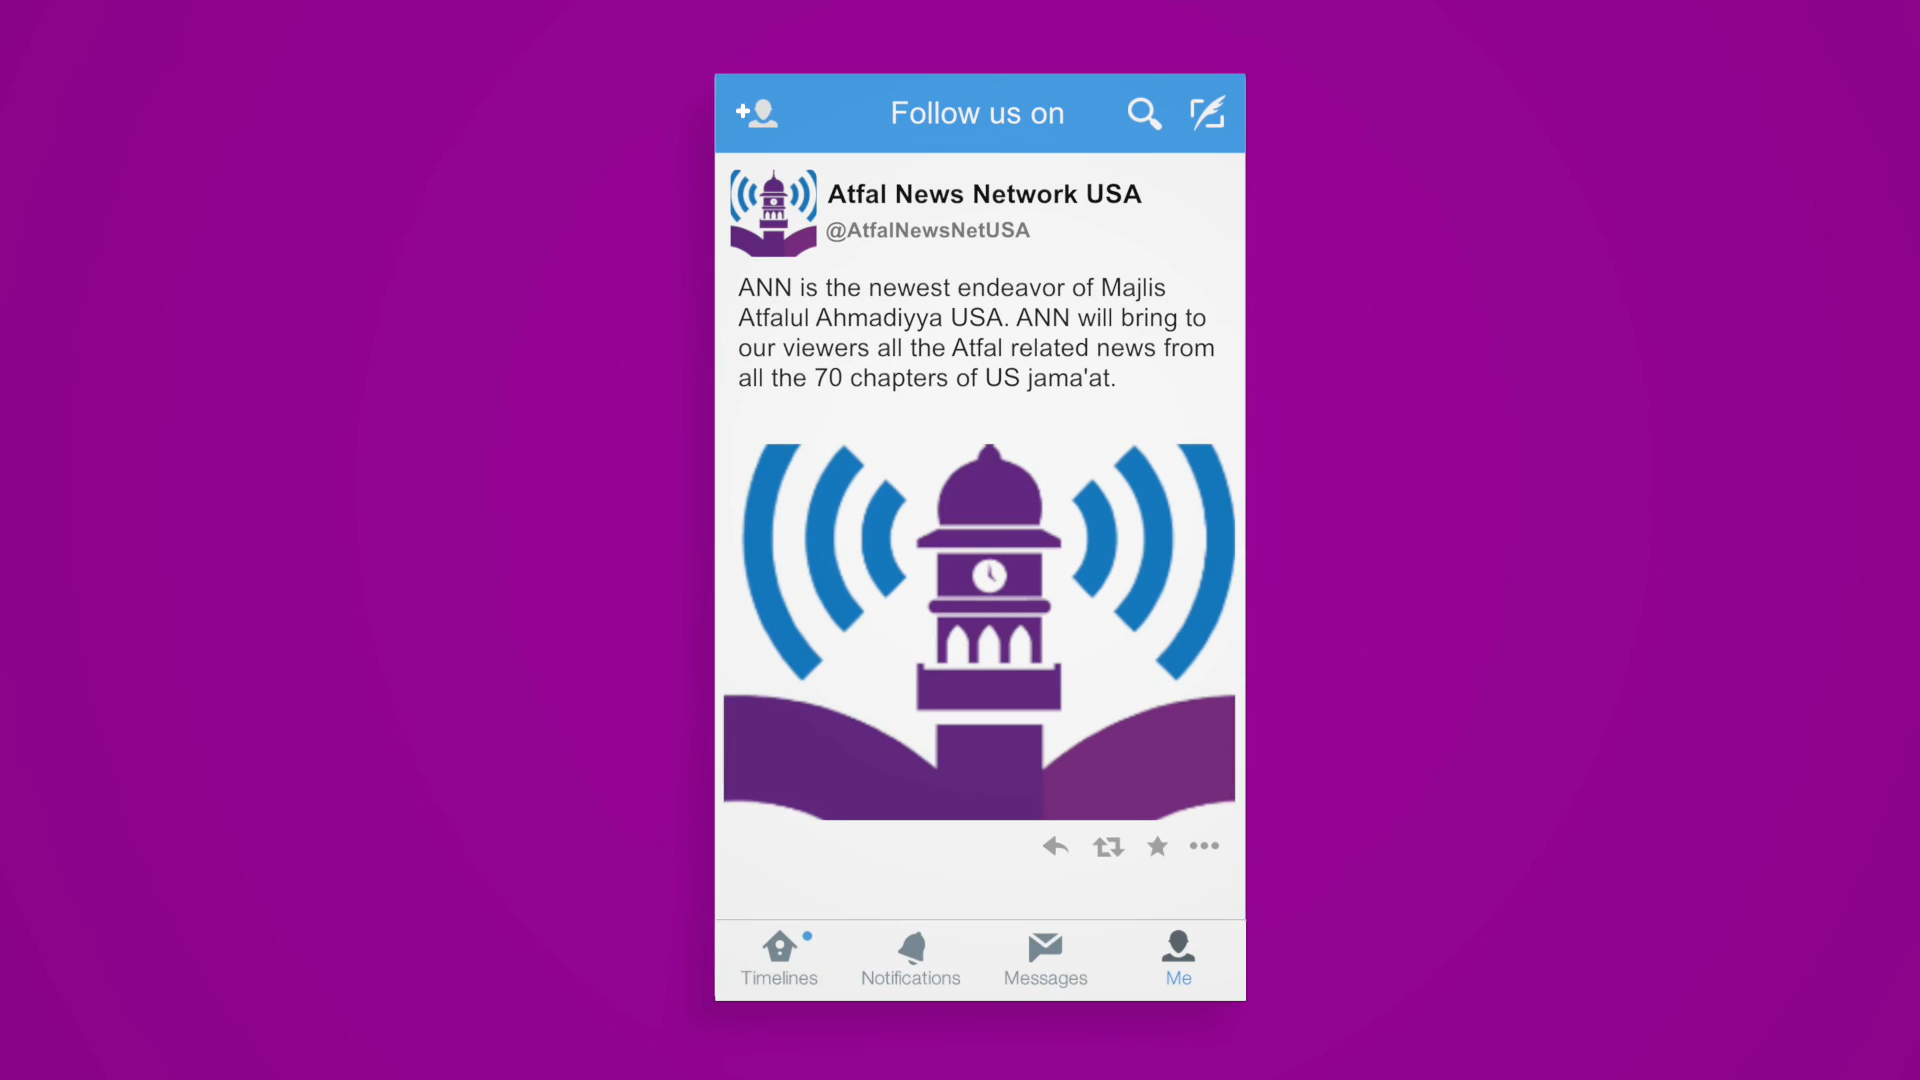 Follow us on
Atfal News Network USA
@AtfalNewsNetUSA
ANN is the newest endeavor of Majlis
Atfalul Ahmadiyya USA. ANN will bring to
our viewers all the Atfal related news from
all the 70 chapters of US jama'at.
Timelines
Notifications
Messages
Me